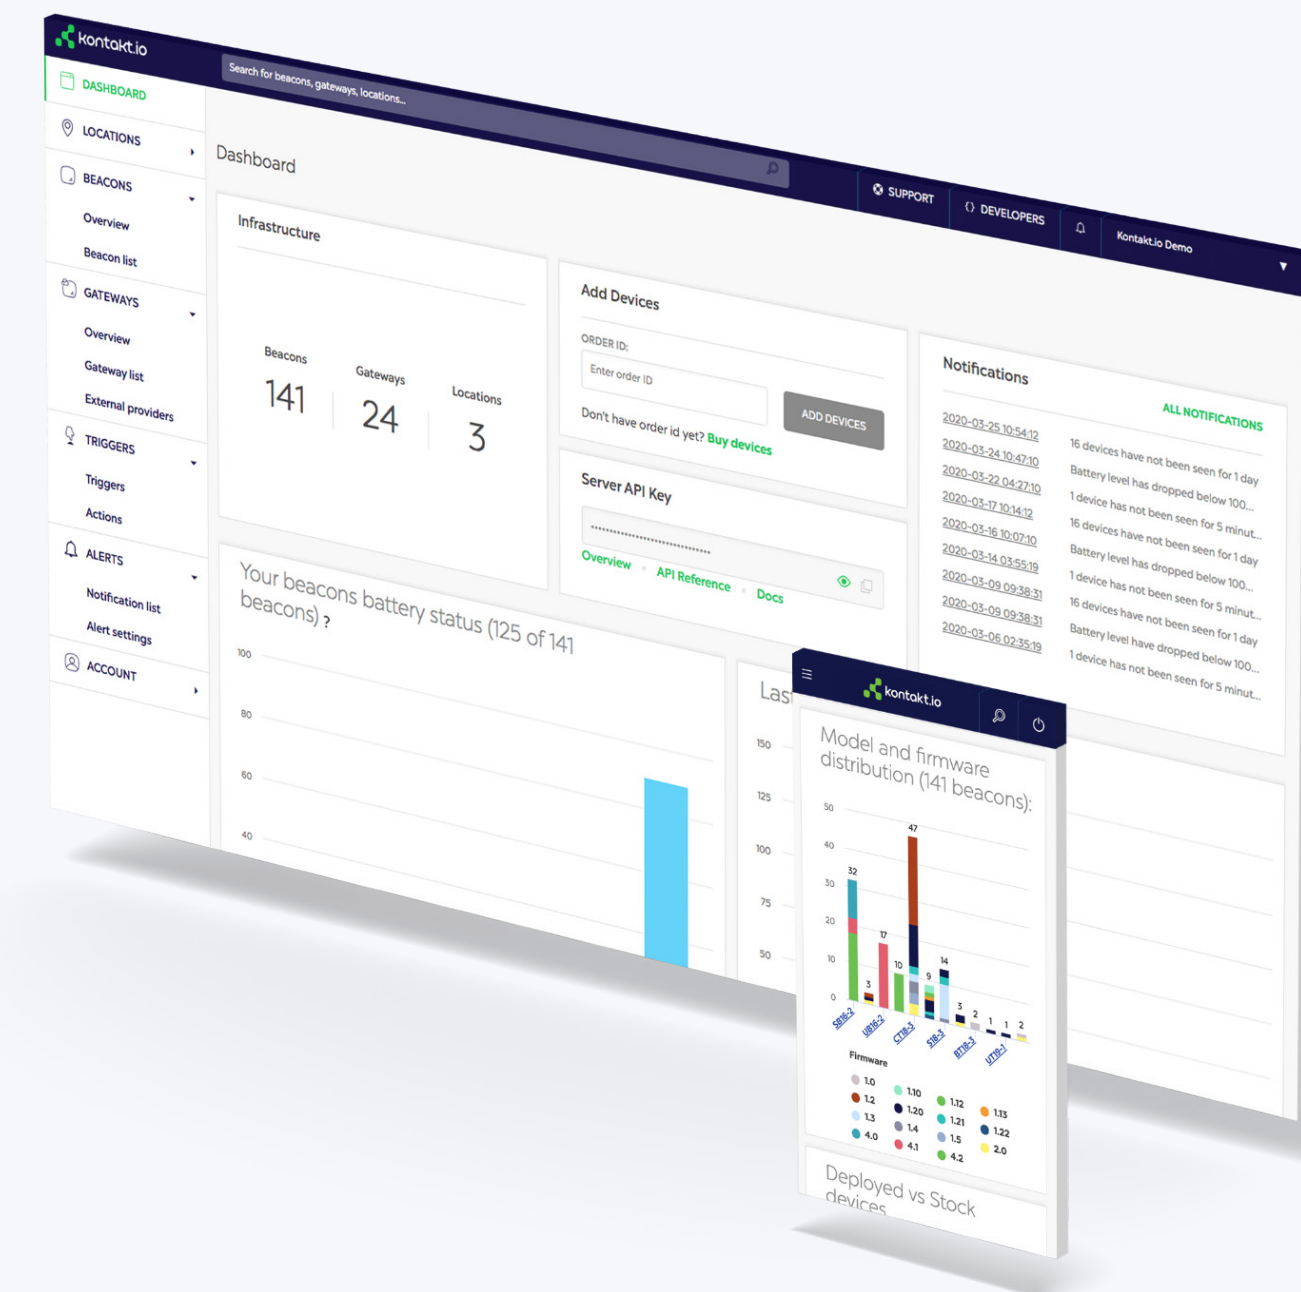 kontakt.io
Search for beacons, gateways, locations...
SUPPORT
DEVELOPERS
Kontakt.io Demo
DASHBOARD
LOCATIONS
BEACONS
Overview
Beacon list
GATEWAYS
Overview
Gateway list
External providers
TRIGGERS
Triggers
Actions
ALERTS
Notification list
Alert settings
ACCOUNT
Dashboard
Infrastructure
Beacons
141
Gateways
24
Locations
3
Add Devices
ORDER ID:
Enter order ID
ADD DEVICES
Don't have order id yet? Buy devices
Server API Key
Overview
API Reference
Docs
Notifications
ALL NOTIFICATIONS
2020-03-25 10:54:12 16 devices have not been seen for 1 day
2020-03-24 10:47:10 Battery level has dropped below 100...
2020-03-22 04:27:10 1 device has not been seen for 5 minut...
2020-03-17 10:14:12 16 devices have not been seen for 1 day
2020-03-16 10:07:10 Battery level has dropped below 100...
2020-03-14 03:55:19 1 device has not been seen for 5 minut...
2020-03-09 09:38:31 16 devices have not been seen for 1 day
2020-03-09 09:38:31 Battery level have dropped below 100...
2020-03-06 02:35:19 1 device has not been seen for 5 minut...
Your beacons battery status (125 of 141
beacons) ?
100
80
60
40
Las
150
125
100
75
50
kontakt.io
Model and firmware
distribution (141 beacons):
50
40
30
20
10
0
32
3
17
10
47
9
14
3
2
1
1
2
SB16-2
UB16-2
CT18-3
S18-3
BT18-3
UT19-1
Firmware
1.0
1.10
1.12
1.13
1.2
1.20
1.21
1.22
1.3
1.4
1.5
2.0
4.0
4.1
4.2
Deployed vs Stock
devices